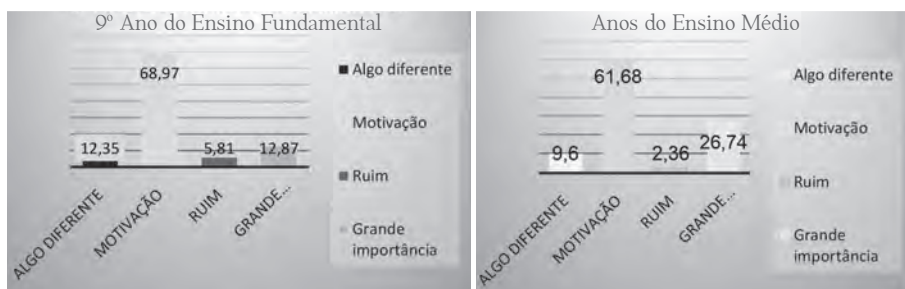 9º Ano do Ensino Fundamental
68,97
12,35
5,81
12,87
ALGO DIFERENTE
MOTIVAÇÃO
RUIM
GRANDE...
Algo diferente
Motivação
Ruim
Grande
importância
Anos do Ensino Médio
61,68
9,6
2,36
26,74
ALGO DIFERENTE
MOTIVAÇÃO
RUIM
GRANDE...
Algo diferente
Motivação
Ruim
Grande
importância